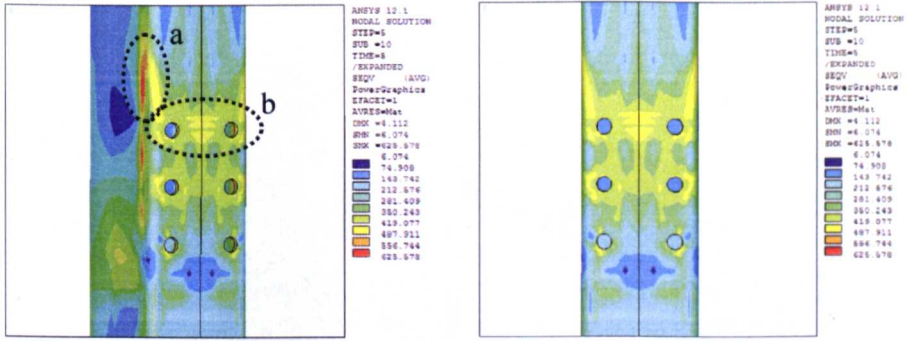 a
b
ANSYS 12.1
NODAL SOLUTION
STEP=5
SUB =10
TIME=5
/EXPANDED
SEQV (AVG)
PowerGraphics
EFACET=1
AVRES=Mat
DMX =4.112
SMN =6.074
SMX =625.578
6.074
74.908
143.742
212.576
281.409
350.243
419.077
487.911
556.744
625.578
ANSYS 12.1
NODAL SOLUTION
STEP=5
SUB =10
TIME=5
/EXPANDED
SEQV (AVG)
PowerGraphics
EFACET=1
AVRES=Mat
DMX =4.112
SMN =6.074
SMX =625.578
6.074
74.908
143.742
212.576
281.409
350.243
419.077
487.911
556.744
625.578